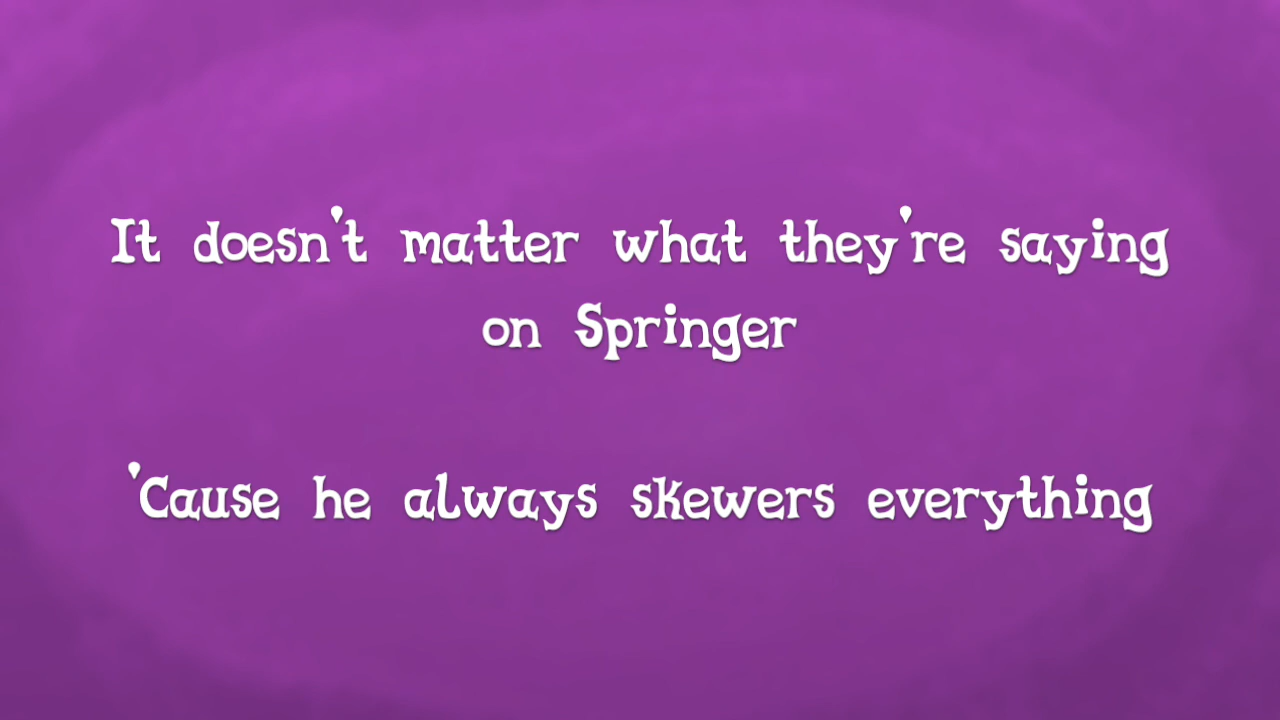 It doesn't matter what they're saying
on Springer
'Cause he always skewers everything